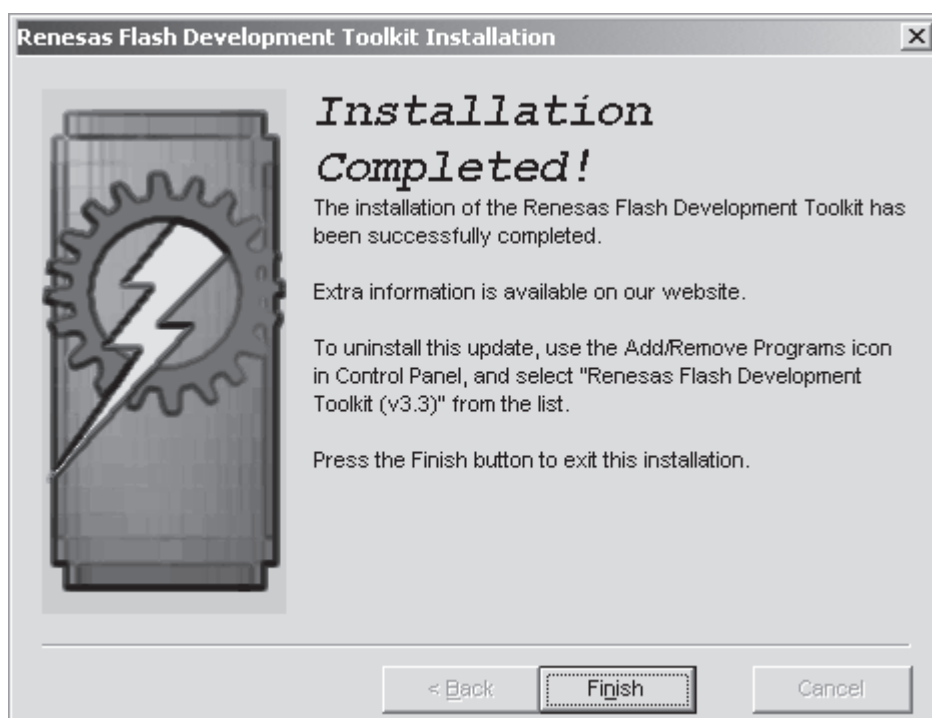 Renesas Flash Development Toolkit Installation
Installation
Completed!
The installation of the Renesas Flash Development Toolkit has
been successfully completed.
Extra information is available on our website.
To uninstall this update, use the Add/Remove Programs icon
in Control Panel, and select "Renesas Flash Development
Toolkit (v3.3)" from the list.
Press the Finish button to exit this installation.
< Back Finish Cancel